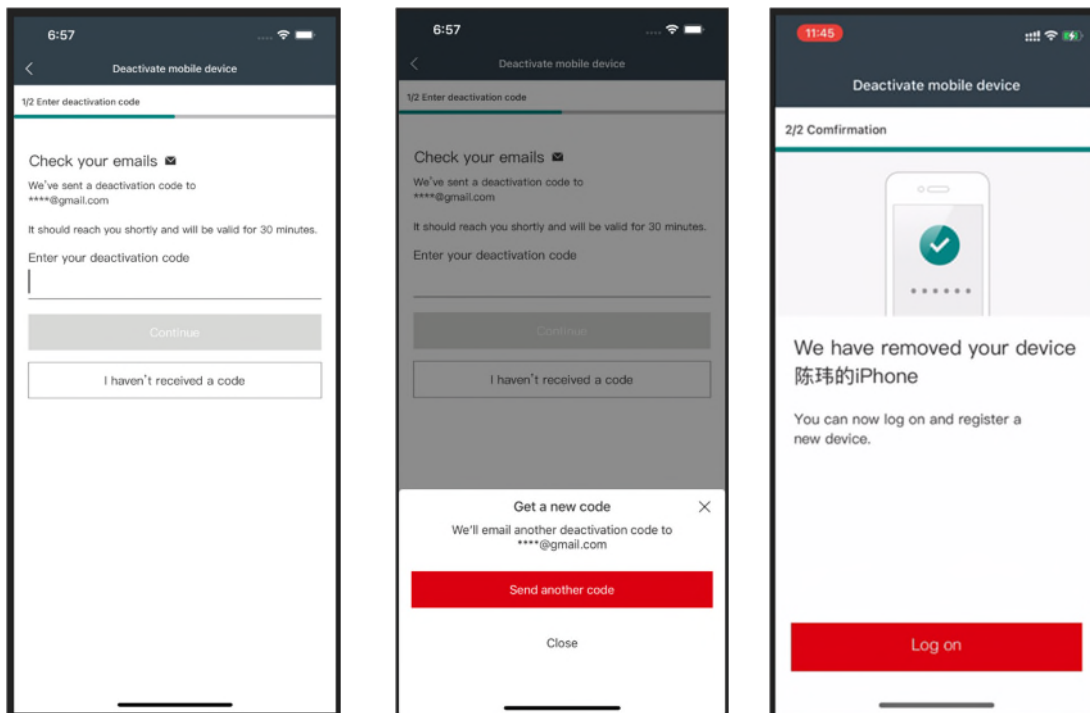 6:57
Deactivate mobile device
1/2 Enter deactivation code
Check your emails
We've sent a deactivation code to
****@gmail.com
It should reach you shortly and will be valid for 30 minutes.
Enter your deactivation code
Continue
I haven't received a code
6:57
Deactivate mobile device
1/2 Enter deactivation code
Check your emails
We've sent a deactivation code to
****@gmail.com
It should reach you shortly and will be valid for 30 minutes.
Enter your deactivation code
Continue
I haven't received a code
Get a new code
We'll email another deactivation code to
****@gmail.com
Send another code
Close
11:45
Deactivate mobile device
2/2 Comfirmation
We have removed your device
陈玮的iPhone
You can now log on and register a
new device.
Log on